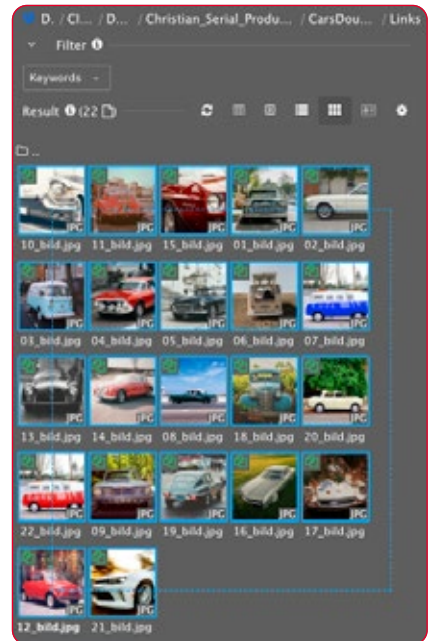 D. / Cl... / D... / Christian_Serial_Produ... / CarsDou... / Links
Filter
Keywords
Result (22
..
JPG JPG JPG JPG JPG
10_bild.jpg 11_bild.jpg 15_bild.jpg 01_bild.jpg 02_bild.jpg
JPG JPG JPG JPG JPG
03_bild.jpg 04_bild.jpg 05_bild.jpg 06_bild.jpg 07_bild.jpg
JPG JPG JPG JPG JPG
13_bild.jpg 14_bild.jpg 08_bild.jpg 18_bild.jpg 20_bild.jpg
JPG JPG JPG JPG JPG
22_bild.jpg 09_bild.jpg 19_bild.jpg 16_bild.jpg 17_bild.jpg
JPG JPG
12_bild.jpg 21_bild.jpg